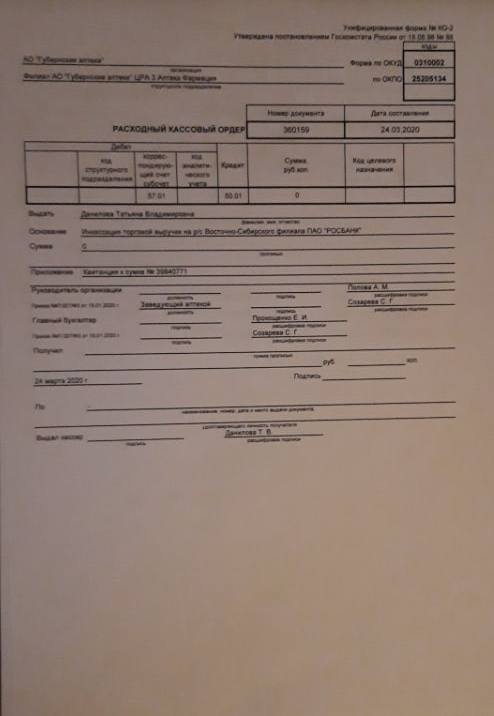 Унифицированная форма № КО-2
Утверждена постановлением Госкомстата России от 18.08.98 № 88
коды
АО "Губернские аптеки"
Форма по ОКУД 0310002
организация
Филиал АО "Губернские аптеки" ЦРА 3 Аптека Фармация
по ОКПО 25205134
структурное подразделение
Номер документа Дата составления
РАСХОДНЫЙ КАССОВЫЙ ОРДЕР 360159 24.03.2020
Дебет
код структурного подразделения
коррес-
пондирую-
щий счет
субсчет
код аналити-
ческого
учета
Кредит
Сумма
руб.коп
Код целевого
назначения
57.01 50.01 0
Выдать Данилова Татьяна Владимировна
фамилия, имя, отчество
Основание Инкассация торговой выручки на р/с Восточно-Сибирского филиала ПАО "РОСБАНК"
Сумма 0
прописью
Приложение Квитанция к сумке № 39840771
Руководитель организации Попова А. М.
должность подпись расшифровка подписи
Заведующий аптекой Созарева С. Г.
должность подпись расшифровка подписи
Главный бухгалтер Прокощенко Е. И.
подпись расшифровка подписи
Созарева С. Г.
подпись расшифровка подписи
Получил
сумма прописью
руб. коп
24 марта 2020 г Подпись
По
наименование, номер, дата и место выдачи документа,
удостоверяющего личность получателя
Выдал кассир Данилова Т. В.
подпись расшифровка подписи